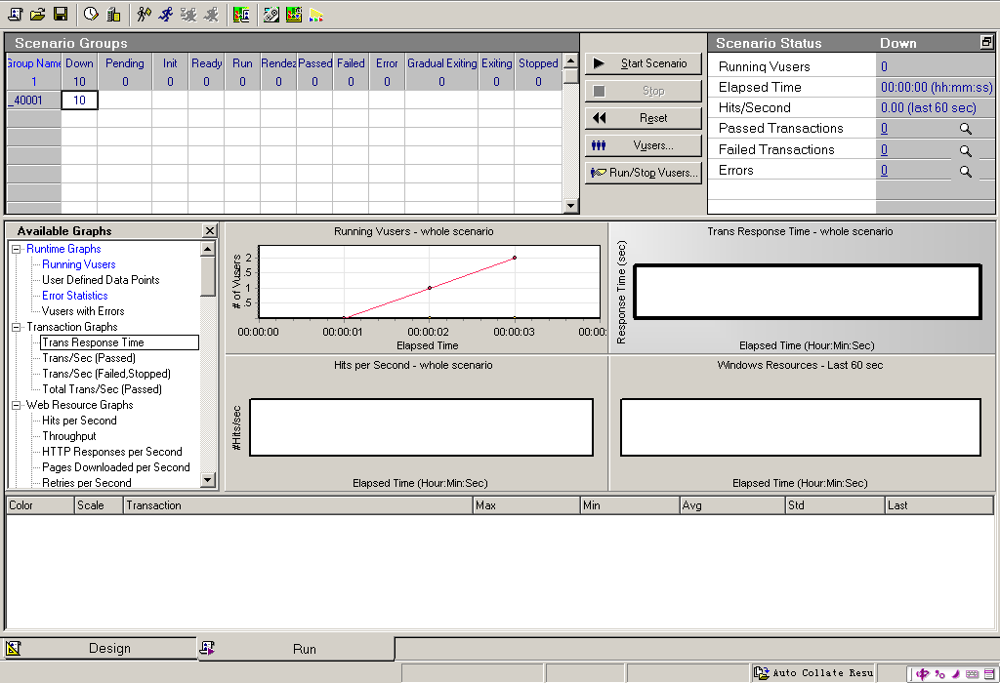 Scenario Groups
Group Name Down Pending Init Ready Run Rendez Passed Failed Error Gradual Exiting Exiting Stopped
1 10 0 0 0 0 0 0 0 0 0 0 0
_40001 10
Start Scenario
Stop
Reset
Vusers...
Run/Stop Vusers...
Scenario Status Down
Running Vusers 0
Elapsed Time 00:00:00 (hh:mm:ss)
Hits/Second 0.00 (last 60 sec)
Passed Transactions 0
Failed Transactions 0
Errors 0
Available Graphs
Runtime Graphs
Running Vusers
User Defined Data Points
Error Statistics
Vusers with Errors
Transaction Graphs
Trans Response Time
Trans/Sec (Passed)
Trans/Sec (Failed,Stopped)
Total Trans/Sec (Passed)
Web Resource Graphs
Hits per Second
Throughput
HTTP Responses per Second
Pages Downloaded per Second
Retries per Second
Running Vusers - whole scenario
# of Vusers
2
.5
1
.5
00:00:00 00:00:01 00:00:02 00:00:03 00:00:
Elapsed Time
Trans Response Time - whole scenario
Response Time (sec)
Elapsed Time (Hour:Min:Sec)
Hits per Second - whole scenario
#Hits/sec
Elapsed Time (Hour:Min:Sec)
Windows Resources - Last 60 sec
Elapsed Time (Hour:Min:Sec)
Color Scale Transaction Max Min Avg Std Last
Design Run
Auto Collate Resu